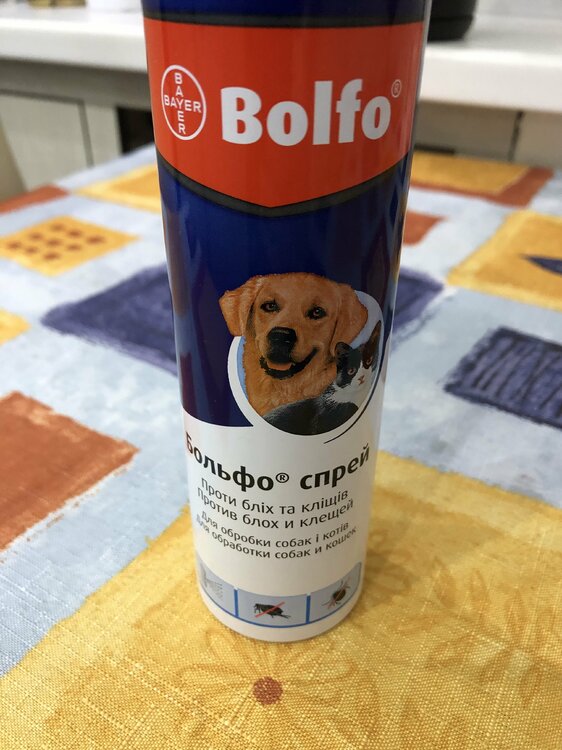 BAYER
BAYER
Bolfo®
Больфо® спрей
Проти бліх та кліщів
Против блох и клещей
Для обробки собак і котів
Для обработки собак и кошек